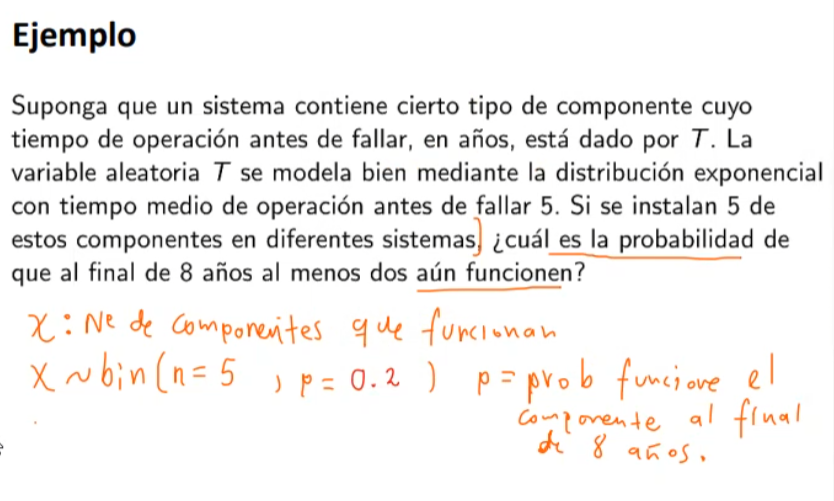 Ejemplo
Suponga que un sistema contiene cierto tipo de componente cuyo
tiempo de operación antes de fallar, en años, está dado por T. La
variable aleatoria T se modela bien mediante la distribución exponencial
con tiempo medio de operación antes de fallar 5. Si se instalan 5 de
estos componentes en diferentes sistemas, ¿cuál es la probabilidad de
que al final de 8 años al menos dos aún funcionen?
X: Nº de componentes que funcionan
X ~ bin(n= 5 , p = 0.2 ) p = prob funcione el
componente al final
de 8 años.